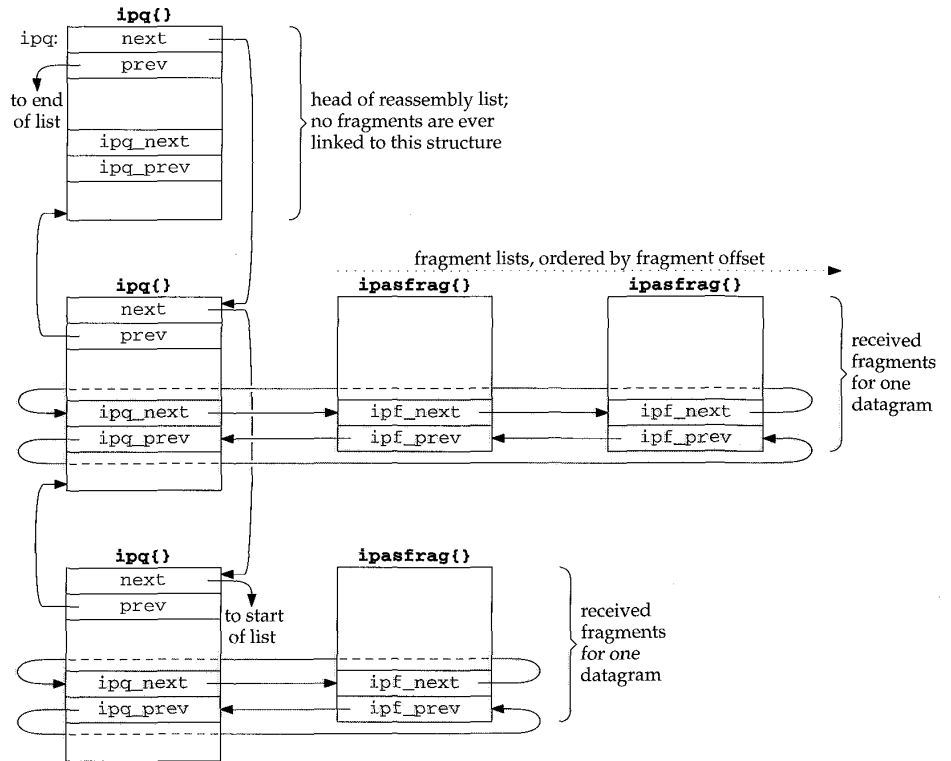 ipq{}
ipq:
next
prev
to end
of list
ipq_next
ipq_prev
head of reassembly list;
no fragments are ever
linked to this structure
fragment lists, ordered by fragment offset
ipq{}
ipasfrag{}
ipasfrag{}
next
prev
received
fragments
for one
datagram
ipq_next
ipf_next
ipf_next
ipq_prev
ipf_prev
ipf_prev
ipq{}
ipasfrag{}
next
prev
to start
of list
received
fragments
for one
datagram
ipq_next
ipf_next
ipq_prev
ipf_prev